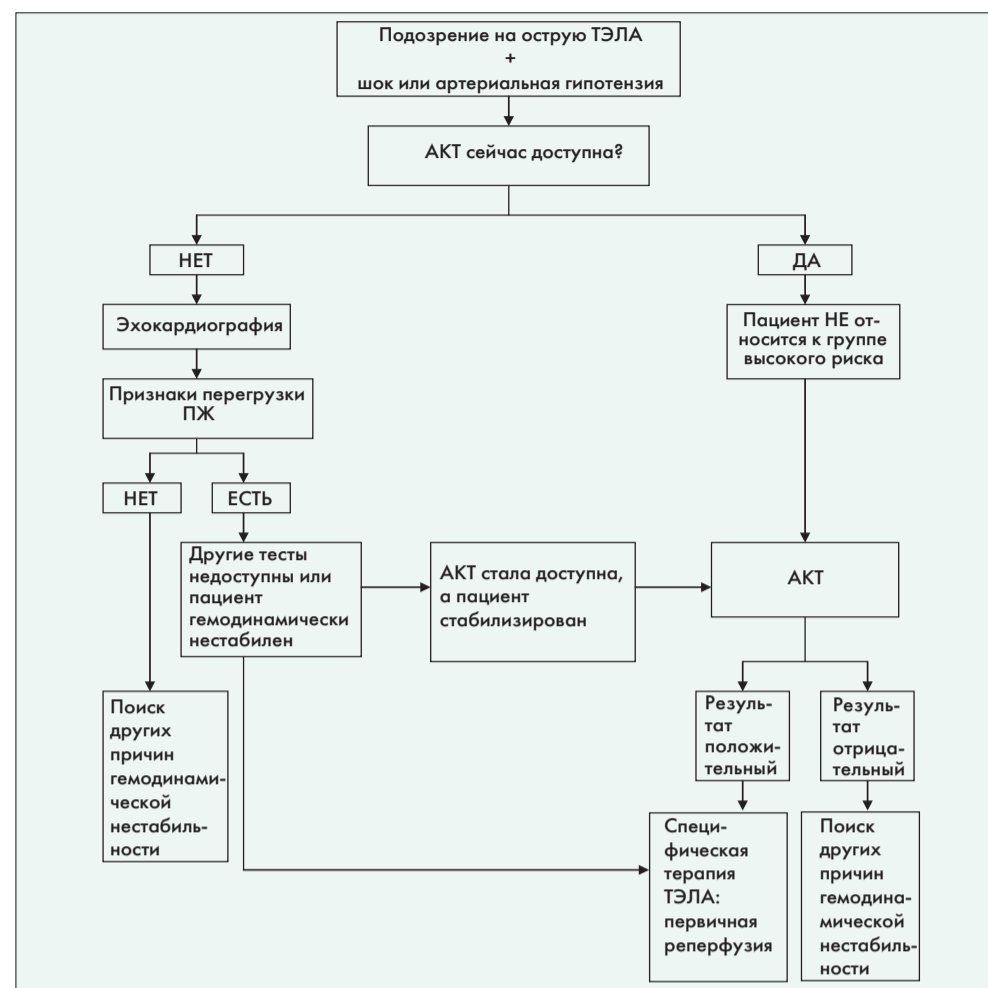 Подозрение на острую ТЭЛА
+
шок или артериальная гипотензия
АКТ сейчас доступна?
НЕТ
ДА
Эхокардиография
Пациент НЕ от-
носится к группе
высокого риска
Признаки перегрузки
ПЖ
НЕТ
ЕСТЬ
Другие тесты
недоступны или
пациент
гемодинамически
нестабилен
АКТ стала доступна,
а пациент
стабилизирован
АКТ
Поиск
других
причин
гемодинами-
ческой
нестабиль-
ности
Резуль-
тат
положи-
тельный
Резуль-
тат
отрица-
тельный
Специ-
фическая
терапия
ТЭЛА:
первичная
реперфузия
Поиск
других
причин
гемодина-
мической
нестабиль-
ности